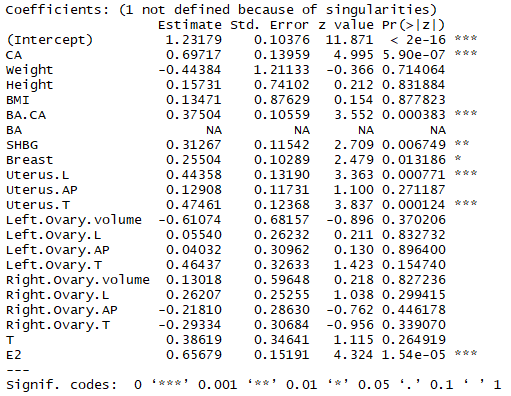 Coefficients: (1 not defined because of singularities)
Estimate Std. Error z value Pr(>|z|)
(Intercept) 1.23179 0.10376 11.871 < 2e-16 ***
CA 0.69717 0.13959 4.995 5.90e-07 ***
Weight -0.44384 1.21133 -0.366 0.714064
Height 0.15731 0.74102 0.212 0.831884
BMI 0.13471 0.87629 0.154 0.877823
BA.CA 0.37504 0.10559 3.552 0.000383 ***
BA NA NA NA NA
SHBG 0.31267 0.11542 2.709 0.006749 **
Breast 0.25504 0.10289 2.479 0.013186 *
Uterus.L 0.44358 0.13190 3.363 0.000771 ***
Uterus.AP 0.12908 0.11731 1.100 0.271187
Uterus.T 0.47461 0.12368 3.837 0.000124 ***
Left.Ovary.volume -0.61074 0.68157 -0.896 0.370206
Left.Ovary.L 0.05540 0.26232 0.211 0.832732
Left.Ovary.AP 0.04032 0.30962 0.130 0.896400
Left.Ovary.T 0.46437 0.32633 1.423 0.154740
Right.Ovary.volume 0.13018 0.59648 0.218 0.827236
Right.Ovary.L 0.26207 0.25255 1.038 0.299415
Right.Ovary.AP -0.21810 0.28630 -0.762 0.446178
Right.Ovary.T -0.29334 0.30684 -0.956 0.339070
T 0.38619 0.34641 1.115 0.264919
E2 0.65679 0.15191 4.324 1.54e-05 ***
---
Signif. codes: 0 ‘***’ 0.001 ‘**’ 0.01 ‘*’ 0.05 ‘.’ 0.1 ‘ ’ 1